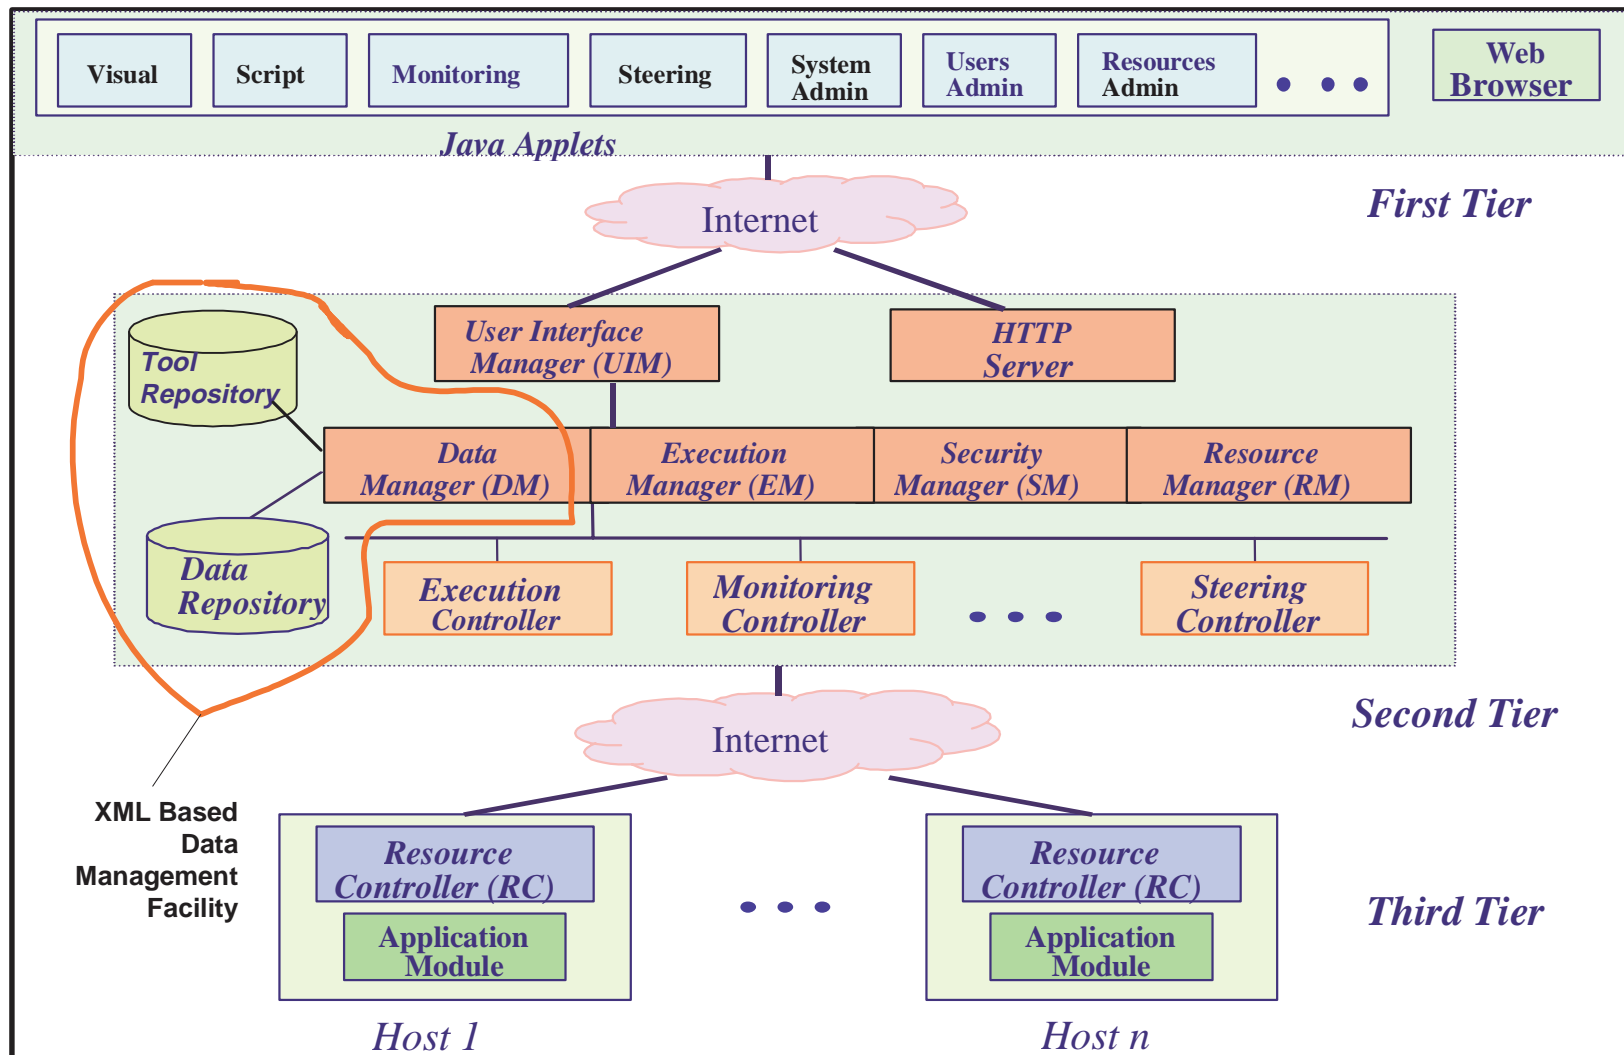 Visual
Script
Monitoring
Steering
System
Admin
Users
Admin
Resources
Admin
Web
Browser
Java Applets
Internet
First Tier
Tool
Repository
User Interface
Manager (UIM)
HTTP
Server
Data
Manager (DM)
Execution
Manager (EM)
Security
Manager (SM)
Resource
Manager (RM)
Data
Repository
Execution
Controller
Monitoring
Controller
Steering
Controller
Second Tier
Internet
XML Based
Data
Management
Facility
Resource
Controller (RC)
Application
Module
Host 1
Resource
Controller (RC)
Application
Module
Host n
Third Tier